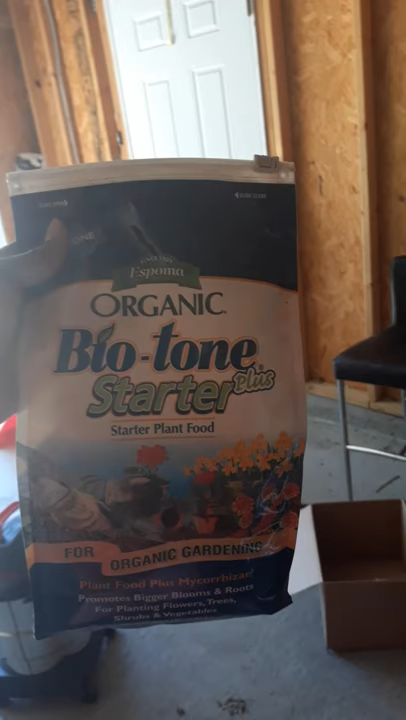 Espoma
ORGANIC
Bio-tone
Starter Plus
Starter Plant Food
FOR ORGANIC GARDENING
Plant Food Plus Mycorrhizae!
Promotes Bigger Blooms & Roots
For Planting Flowers, Trees,
Shrubs & Vegetables